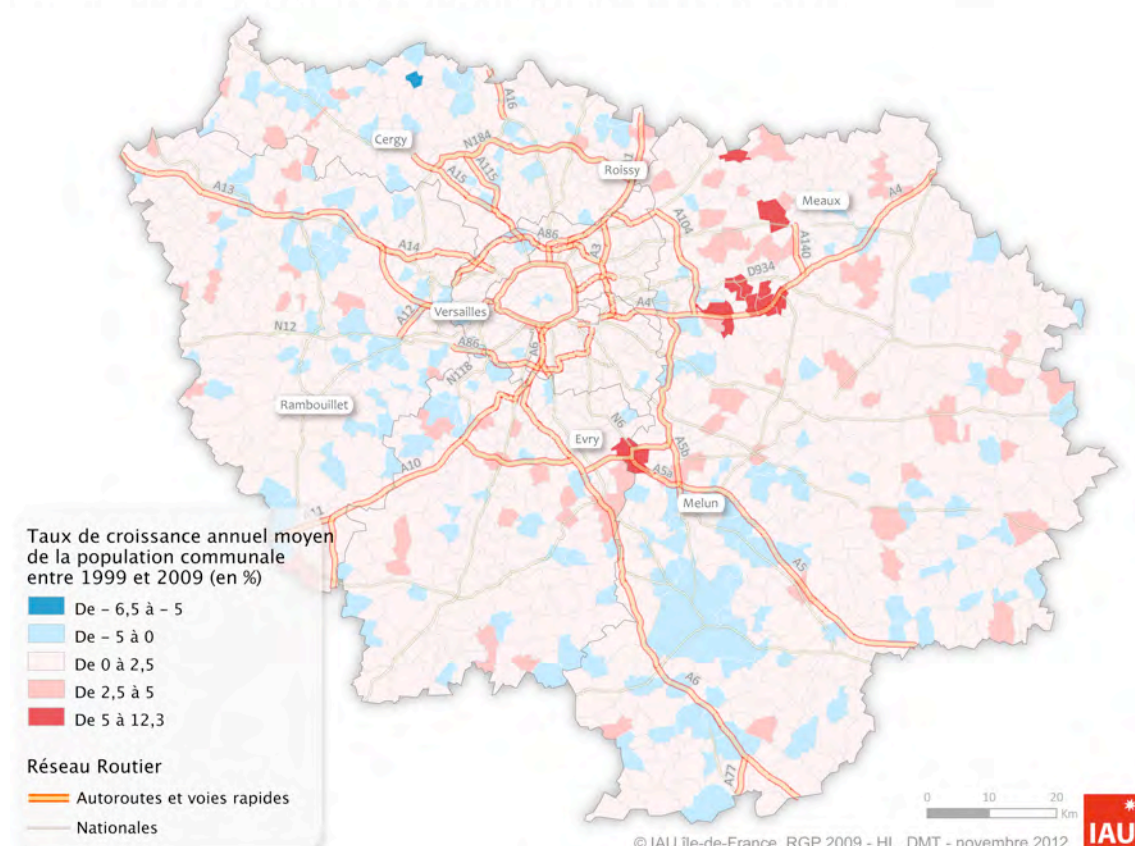 A16
Cergy
N184
A115
A15
Roissy
A13
A104
Meaux
A4
A14
A86
A3
A140
D934
A4
Versailles
A12
N12
A86
A6
N118
Rambouillet
N6
Evry
A5b
A5a
A10
Melun
11
A5
A6
A77
Taux de croissance annuel moyen
de la population communale
entre 1999 et 2009 (en %)
De – 6,5 à – 5
De – 5 à 0
De 0 à 2,5
De 2,5 à 5
De 5 à 12,3
Réseau Routier
Autoroutes et voies rapides
Nationales
0 10 20
Km
© IAU île-de-France, RGP 2009 - HL, DMT - novembre 2012
IAU